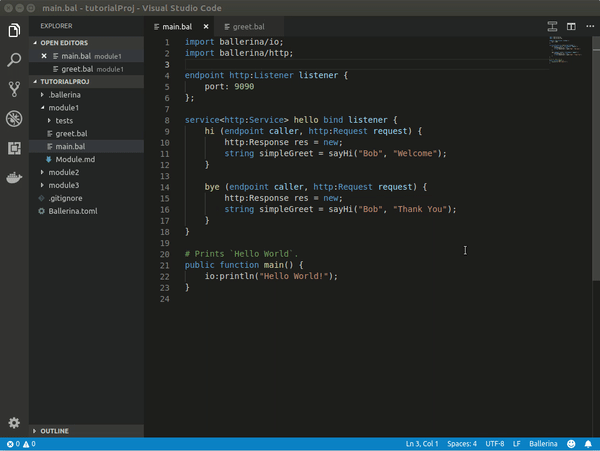 main.bal - tutorialProj - Visual Studio Code
EXPLORER
OPEN EDITORS
main.bal module1
greet.bal module1
TUTORIALPROJ
.ballerina
module1
tests
greet.bal
main.bal
Module.md
module2
module3
.gitignore
Ballerina.toml
OUTLINE
main.bal
greet.bal
1 import ballerina/io;
2 import ballerina/http;
3
4 endpoint http:Listener listener {
5 port: 9090
6 };
7
8 service<http:Service> hello bind listener {
9 hi (endpoint caller, http:Request request) {
10 http:Response res = new;
11 string simpleGreet = sayHi("Bob", "Welcome");
12 }
13
14 bye (endpoint caller, http:Request request) {
15 http:Response res = new;
16 string simpleGreet = sayHi("Bob", "Thank You");
17 }
18 }
19
20 # Prints `Hello World`.
21 public function main() {
22 io:println("Hello World!");
23 }
24
0 0 Ln 3, Col 1 Spaces: 4 UTF-8 LF Ballerina